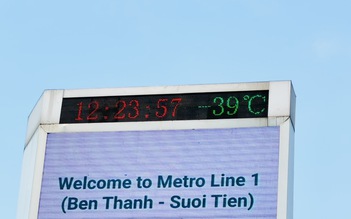 12:23:57 --39°C
Welcome to Metro Line 1
(Ben Thanh - Suoi Tien)